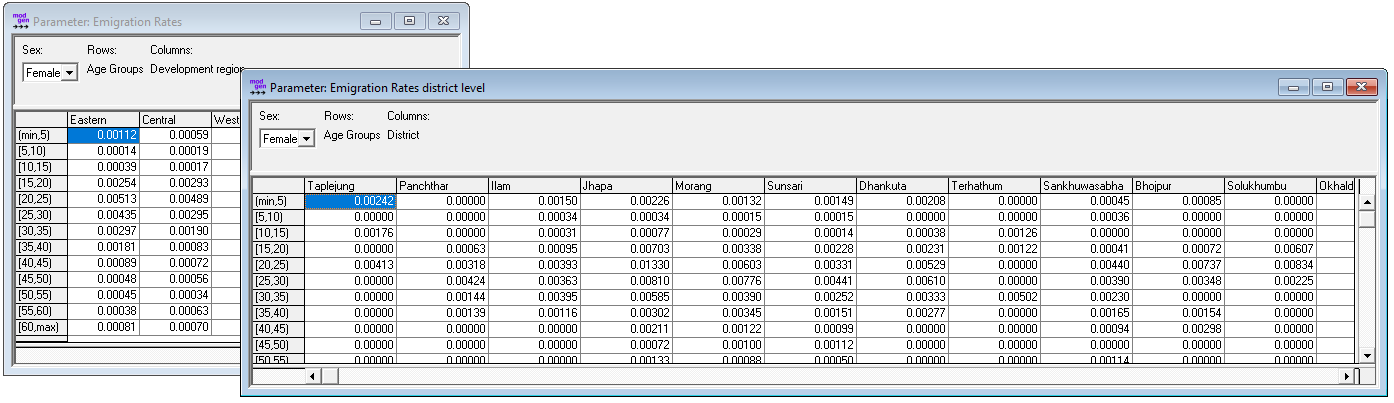 mod gen Parameter: Emigration Rates
Sex: Rows: Columns:
Female Age Groups Development region
Eastern Central West
(min,5) 0.00112 0.00059
[5,10) 0.00014 0.00019
[10,15) 0.00039 0.00017
[15,20) 0.00254 0.00293
[20,25) 0.00513 0.00489
[25,30) 0.00435 0.00295
[30,35) 0.00297 0.00190
[35,40) 0.00181 0.00083
[40,45) 0.00089 0.00072
[45,50) 0.00048 0.00056
[50,55) 0.00045 0.00034
[55,60) 0.00038 0.00063
[60,max) 0.00081 0.00070
mod gen Parameter: Emigration Rates district level
Sex: Rows: Columns:
Female Age Groups District
Taplejung Panchthar Ilam Jhapa Morang Sunsari Dhankuta Terhathum Sankhuwasabha Bhojpur Solukhumbu Okhald
(min,5) 0.00242 0.00000 0.00150 0.00226 0.00132 0.00149 0.00208 0.00000 0.00045 0.00085 0.00000
[5,10) 0.00000 0.00000 0.00034 0.00034 0.00015 0.00015 0.00000 0.00000 0.00036 0.00000 0.00000
[10,15) 0.00176 0.00000 0.00031 0.00077 0.00029 0.00014 0.00038 0.00126 0.00000 0.00000 0.00000
[15,20) 0.00000 0.00063 0.00095 0.00703 0.00338 0.00228 0.00231 0.00122 0.00041 0.00072 0.00607
[20,25) 0.00413 0.00318 0.00393 0.01330 0.00603 0.00331 0.00529 0.00000 0.00440 0.00737 0.00834
[25,30) 0.00000 0.00424 0.00363 0.00810 0.00776 0.00441 0.00610 0.00000 0.00390 0.00348 0.00225
[30,35) 0.00000 0.00144 0.00395 0.00585 0.00390 0.00252 0.00333 0.00502 0.00230 0.00000 0.00000
[35,40) 0.00000 0.00139 0.00116 0.00302 0.00345 0.00151 0.00277 0.00000 0.00165 0.00154 0.00000
[40,45) 0.00000 0.00000 0.00000 0.00211 0.00122 0.00099 0.00000 0.00000 0.00094 0.00298 0.00000
[45,50) 0.00000 0.00000 0.00000 0.00072 0.00100 0.00112 0.00000 0.00000 0.00000 0.00000 0.00000
[50,55) 0.00000 0.00000 0.00000 0.00133 0.00088 0.00050 0.00000 0.00000 0.00114 0.00000 0.00000